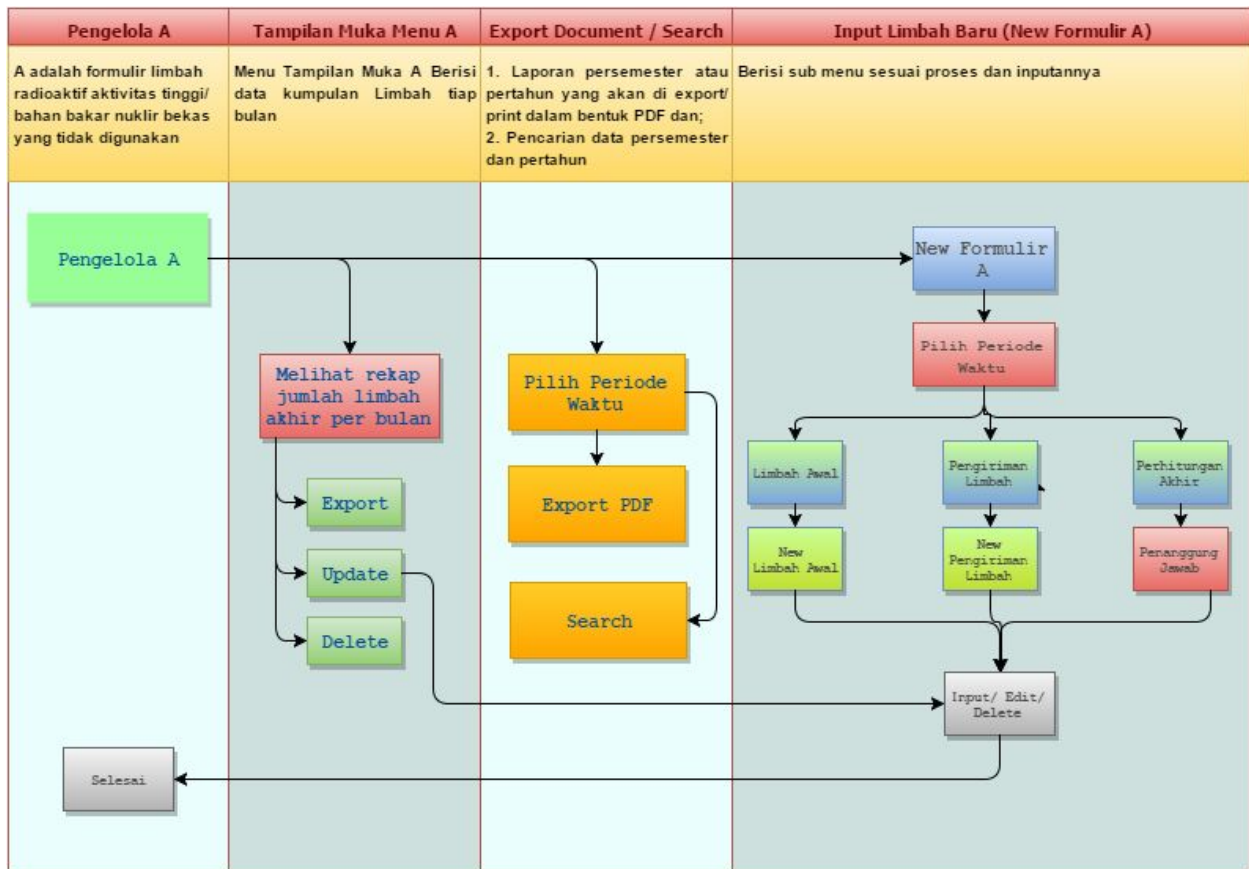 Pengelola A
Tampilan Muka Menu A
Export Document / Search
Input Limbah Baru (New Formulir A)
A adalah formulir limbah
radioaktif aktivitas tinggi/
bahan bakar nuklir bekas
yang tidak digunakan
Menu Tampilan Muka A Berisi
data kumpulan Limbah tiap
bulan
1. Laporan persemester atau
pertahun yang akan di export/
print dalam bentuk PDF dan;
2. Pencarian data persemester
dan pertahun
Berisi sub menu sesuai proses dan inputannya
Pengelola A
New Formulir
A
Pilih Periode
Waktu
Melihat rekap
jumlah limbah
akhir per bulan
Pilih Periode
Waktu
Limbah Awal
Pengiriman
Limbah
Perhitungan
Akhir
Export
Export PDF
New
Limbah Awal
New
Pengiriman
Limbah
Penanggung
Jawab
Update
Search
Delete
Input/ Edit/
Delete
Selesai